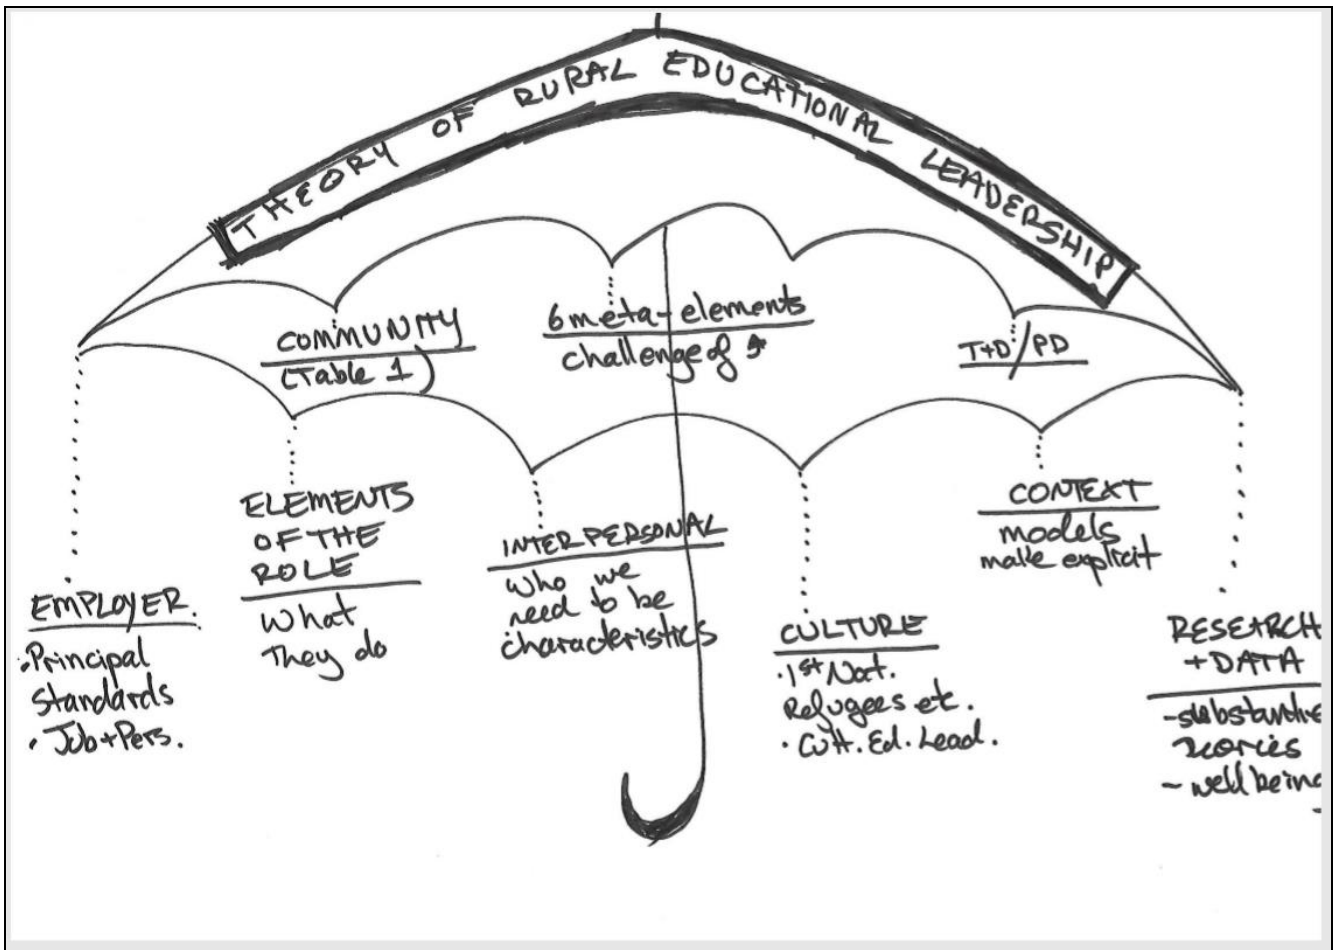 THEORY OF RURAL EDUCATIONAL LEADERSHIP
COMMUNITY
(Table 1)
6 meta-elements
challenge of
T+D/PD
ELEMENTS
OF THE
ROLE
What
They do
INTERPERSONAL
Who we
need to be
characteristics
CONTEXT
models
make explicit
EMPLOYER.
• Principal
Standards
• Job+Pers.
CULTURE
• 1st Nat.
Refugees etc.
• Cult. Ed. Lead.
RESEARCH
+ DATA
- substantive
theories
- well being